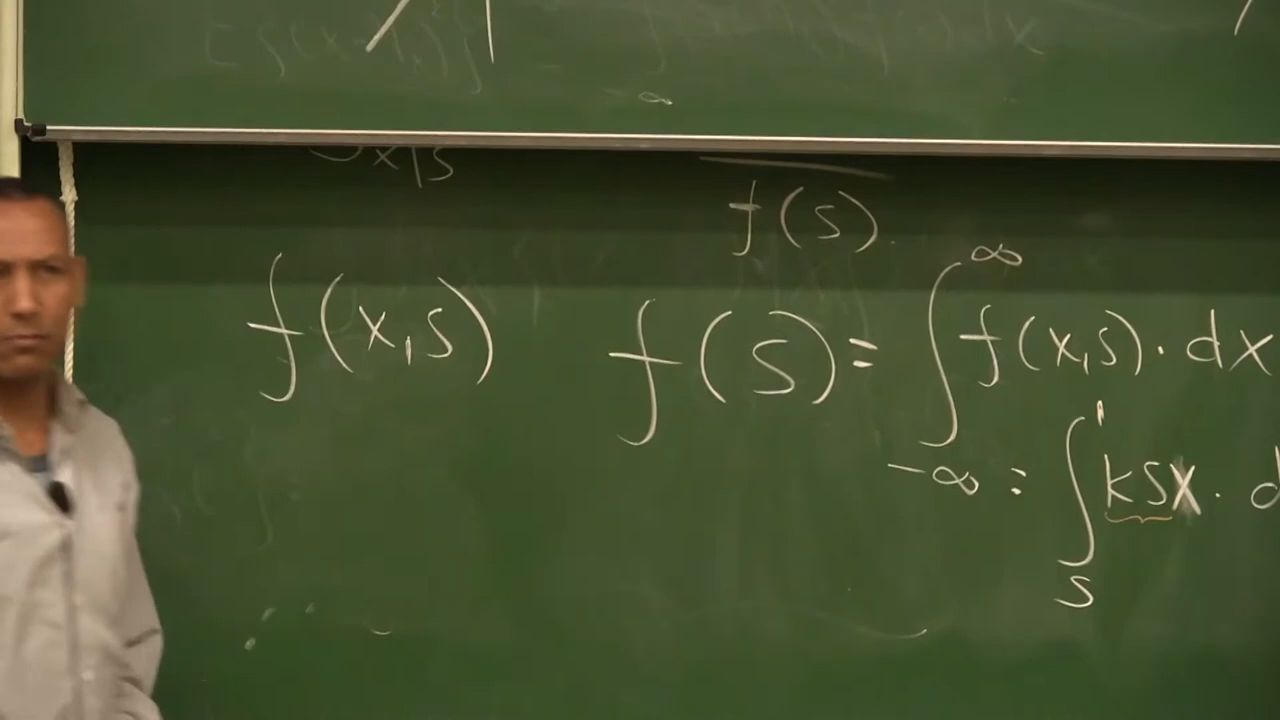 ∞
x|s
f(s).
f(x,s) f(s) = ∫_{-∞}^{∞} f(x,s) · dx
= ∫_{s}^{1} ksx · d